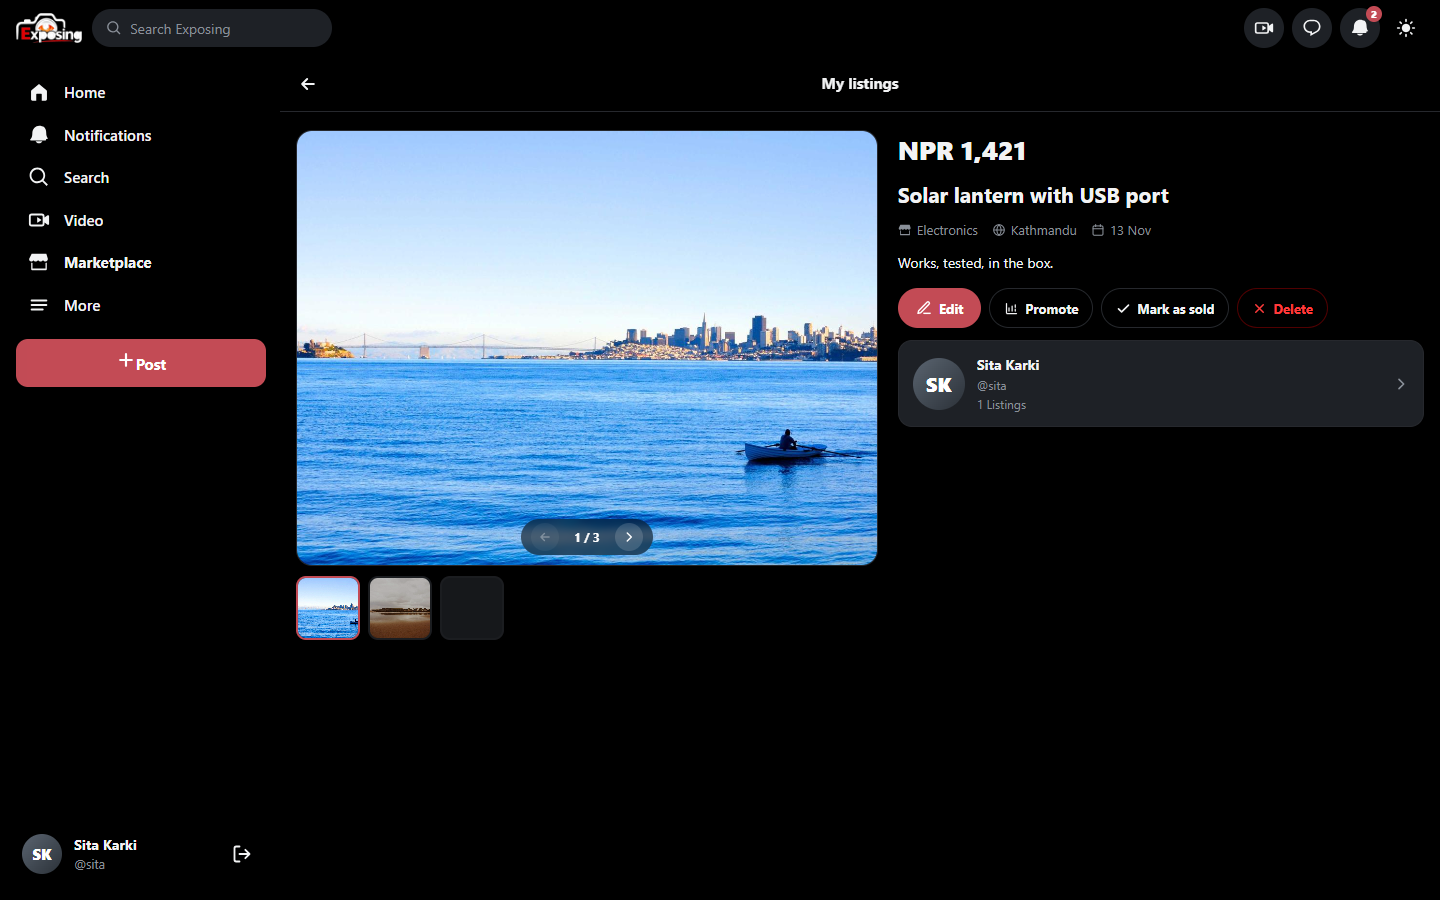 Exposing
Search Exposing
2
Home
Notifications
Search
Video
Marketplace
More
Post
Sita Karki
@sita
SK
My listings
1 / 3
NPR 1,421
Solar lantern with USB port
Electronics Kathmandu 13 Nov
Works, tested, in the box.
Edit Promote Mark as sold Delete
SK
Sita Karki
@sita
1 Listings